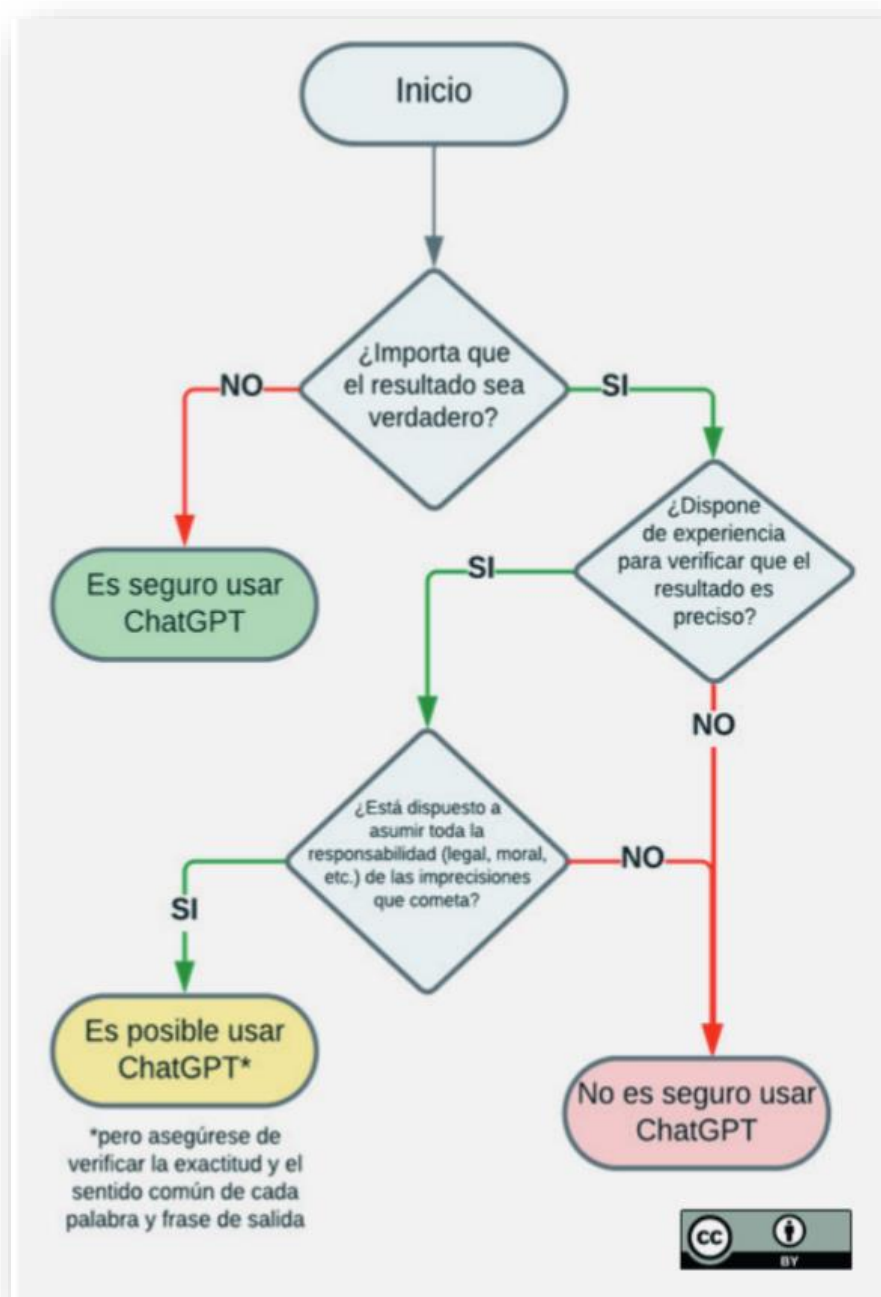 Inicio
¿Importa que
el resultado sea
verdadero?
NO
SI
¿Dispone
de experiencia
para verificar que el
resultado es
preciso?
Es seguro usar
ChatGPT
SI
NO
¿Está dispuesto a
asumir toda la
responsabilidad (legal, moral,
etc.) de las imprecisiones
que cometa?
NO
SI
Es posible usar
ChatGPT*
No es seguro usar
ChatGPT
*pero asegúrese de
verificar la exactitud y el
sentido común de cada
palabra y frase de salida
cc
BY